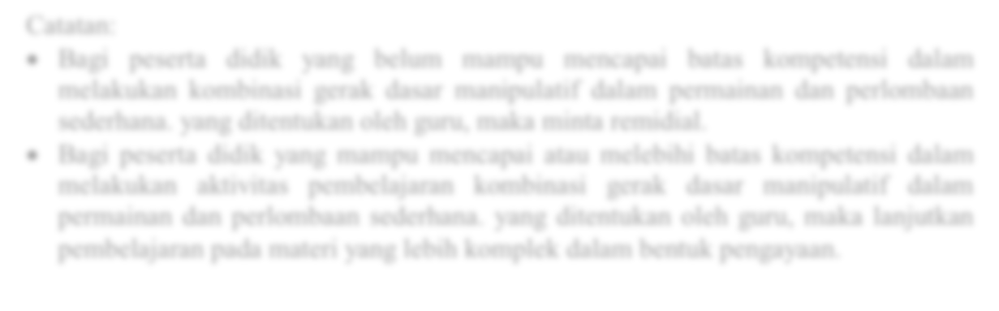 Catatan:
• Bagi peserta didik yang belum mampu mencapai batas kompetensi dalam
melakukan kombinasi gerak dasar manipulatif dalam permainan dan perlombaan
sederhana. yang ditentukan oleh guru, maka minta remidial.
• Bagi peserta didik yang mampu mencapai atau melebihi batas kompetensi dalam
melakukan aktivitas pembelajaran kombinasi gerak dasar manipulatif dalam
permainan dan perlombaan sederhana. yang ditentukan oleh guru, maka lanjutkan
pembelajaran pada materi yang lebih komplek dalam bentuk pengayaan.